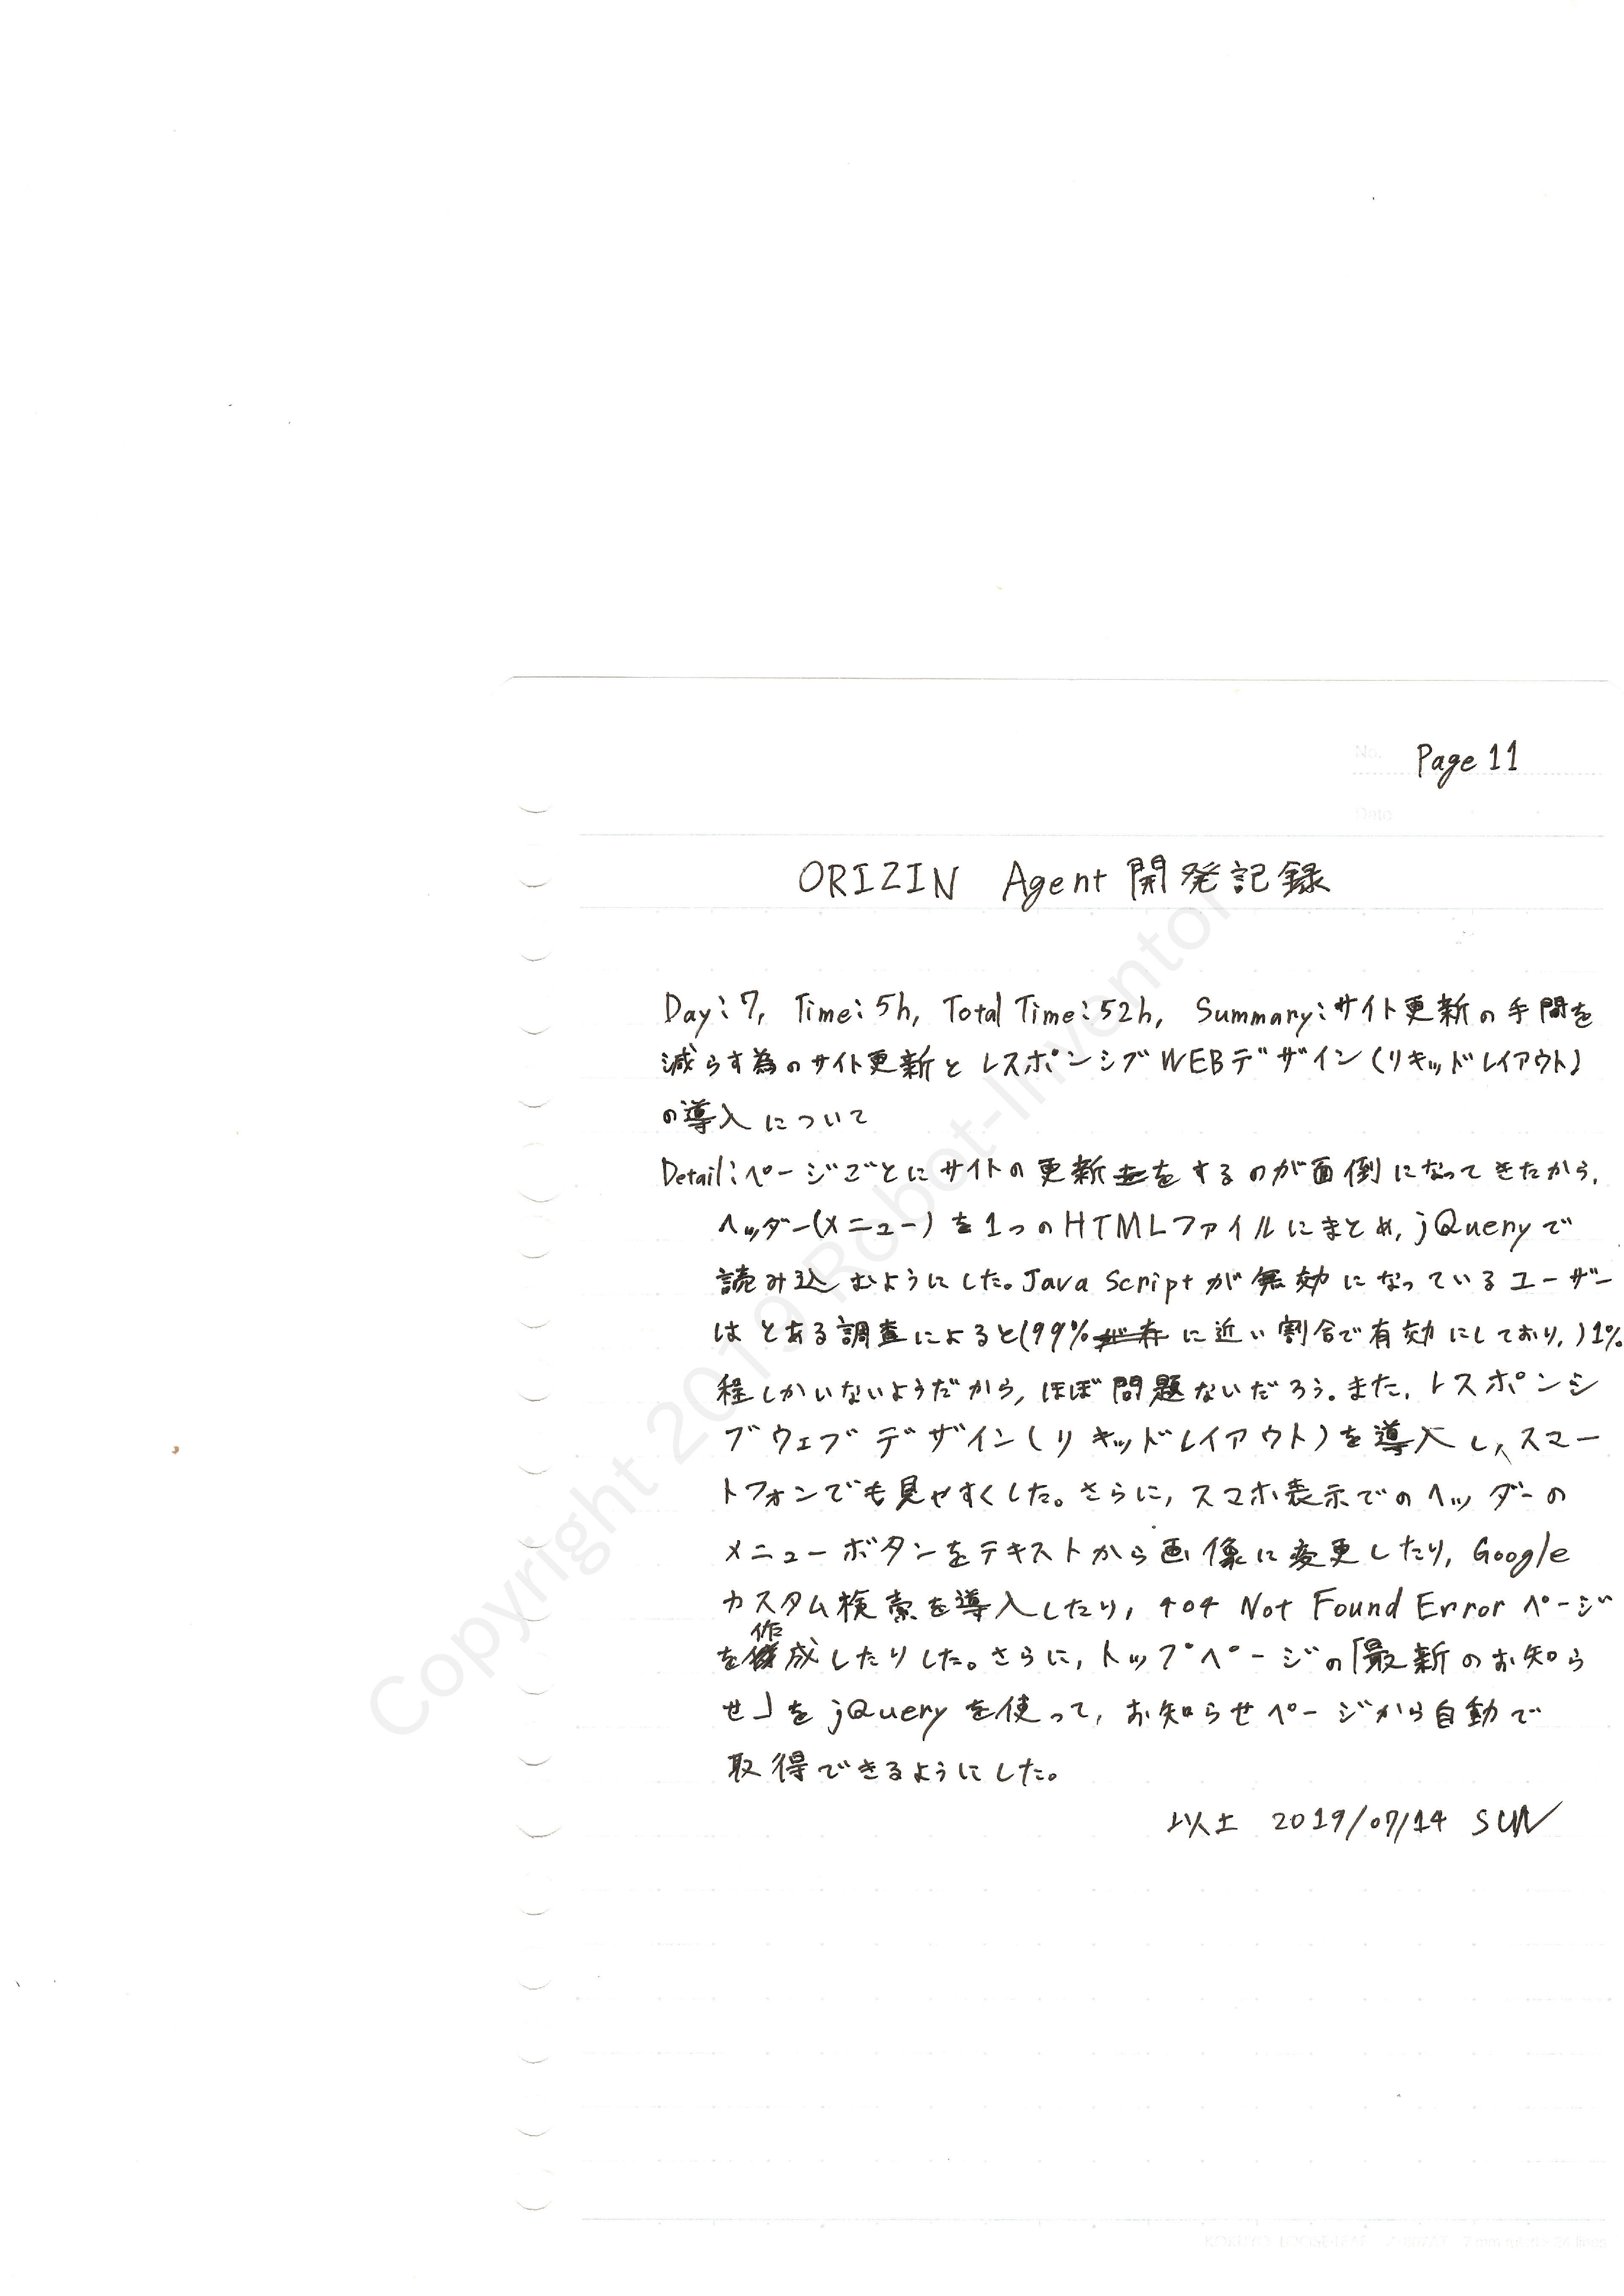 Page 11
ORIZIN Agent 開発記録
Day:7, Time:5h, Total Time:52h, Summary:サイト更新の手間を
減らす為のサイト更新とレスポンシブWEBデザイン(リキッドレイアウト)
の導入について
Detail:ページごとにサイトの更新をするのが面倒になってきたから,
ヘッダー(メニュー)を1つのHTMLファイルにまとめ, jQueryで
読み込むようにした。Java Scriptが無効になっているユーザー
はとある調査によると(99%に近い割合で有効にしており,)1%
程しかいないようだから, ほぼ問題ないだろう。また, レスポンシ
ブウェブデザイン(リキッドレイアウト)を導入し, スマー
トフォンでも見やすくした。さらに, スマホ表示でのヘッダーの
メニューボタンをテキストから画像に変更したり, Google
カスタム検索を導入したり, 404 Not Found Errorページ
を作成したりした。さらに, トップページの「最新のお知ら
せ」をjQueryを使って, お知らせページから自動で
取得できるようにした。
以上 2019/07/14 SUN
Copyright 2019 Robot-Inventor